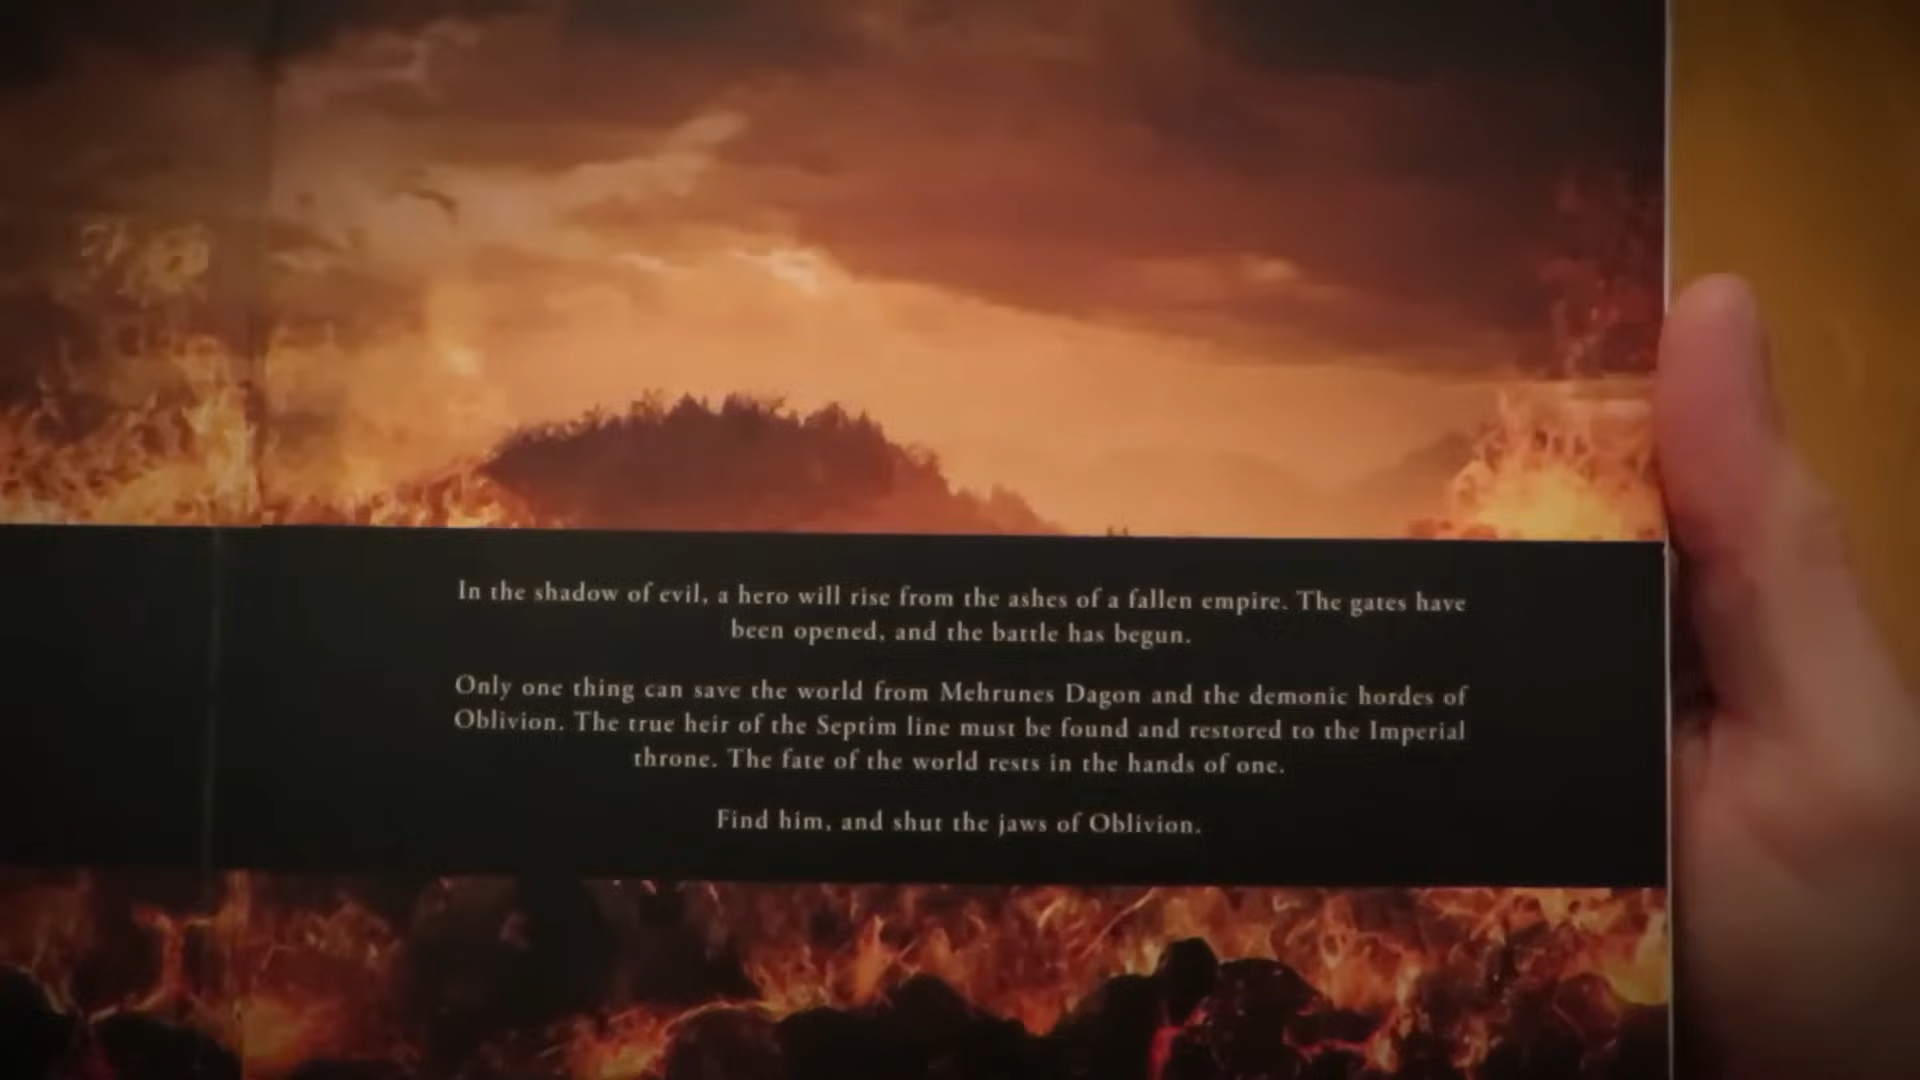 In the shadow of evil, a hero will rise from the ashes of a fallen empire. The gates have
been opened, and the battle has begun.
Only one thing can save the world from Mehrunes Dagon and the demonic hordes of
Oblivion. The true heir of the Septim line must be found and restored to the Imperial
throne. The fate of the world rests in the hands of one.
Find him, and shut the jaws of Oblivion.